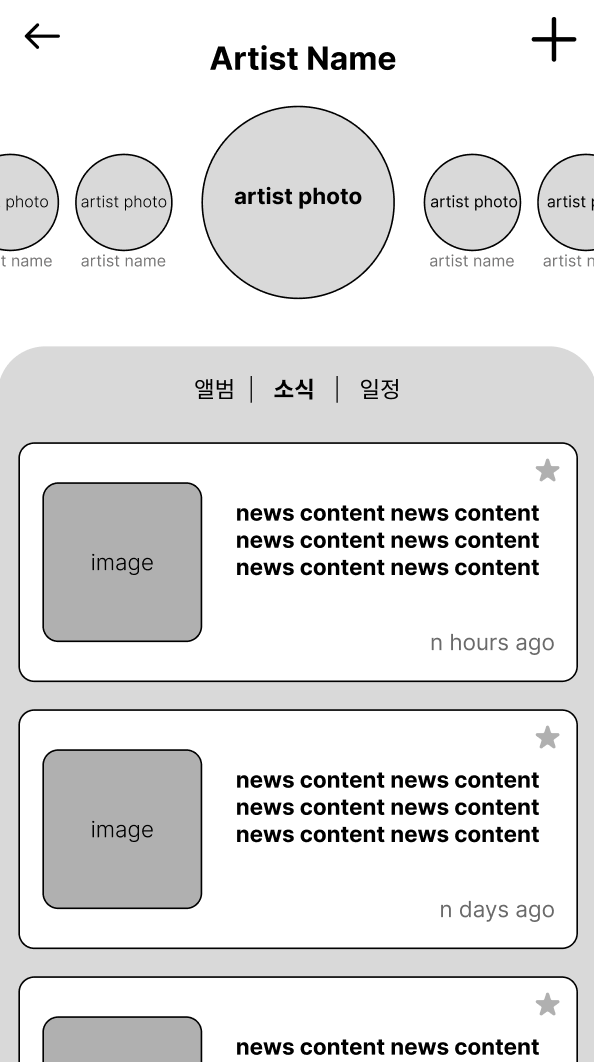 Artist Name
photo
artist photo
artist photo
artist photo
artist p
t name
artist name
artist name
artist n
앨범 | 소식 | 일정
image
news content news content
news content news content
news content news content
n hours ago
image
news content news content
news content news content
news content news content
n days ago
news content news content